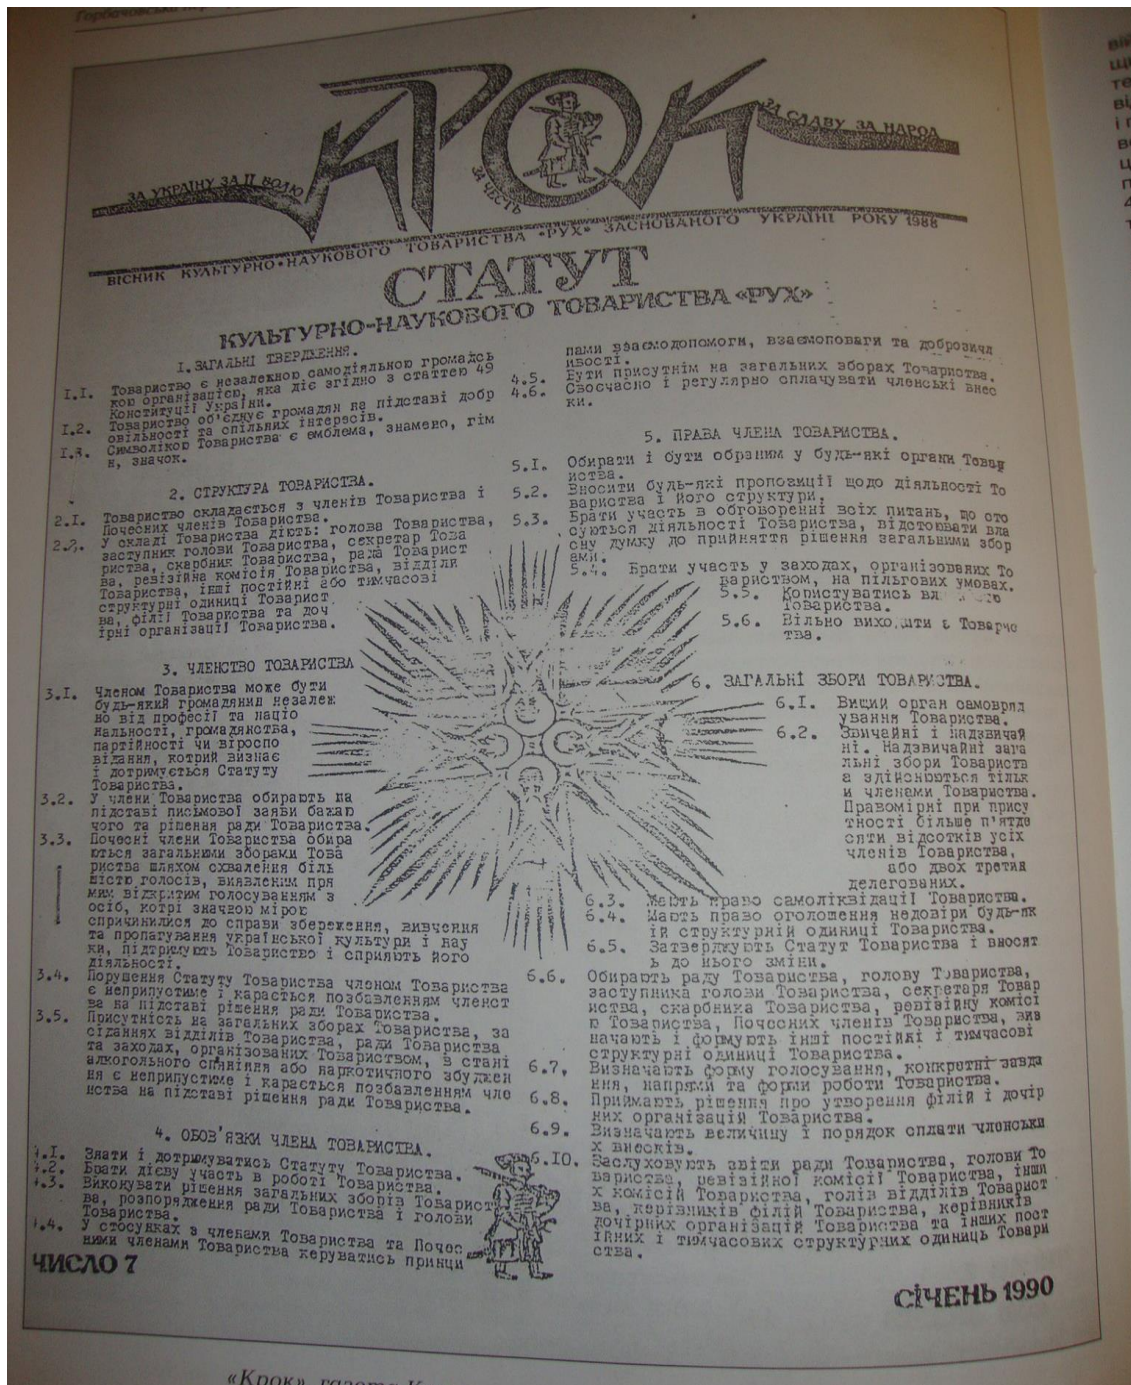 КРОК
ЗА УКРАЇНУ ЗА ЇЇ ВОЛЮ
ЗА ЧЕСТЬ
ЗА СЛАВУ ЗА НАРОД
ВІСНИК КУЛЬТУРНО-НАУКОВОГО ТОВАРИСТВА «РУХ» ЗАСНОВАНОГО УКРАЇНІ РОКУ 1988
СТАТУТ
КУЛЬТУРНО-НАУКОВОГО ТОВАРИСТВА «РУХ»
I. ЗАГАЛЬНІ ТВЕРДЖЕННЯ.
I.I. Товариство є незалежною самодіяльною громадсь
кою організацією, яка діє згідно з статтею 49
Конституції України.
I.2. Товариство об'єднує громадян на підставі добр
овільності та спільних інтересів.
I.3. Символікою Товариства є емблема, знамено, гім
н, значок.
2. СТРУКТУРА ТОВАРИСТВА.
2.I. Товариство складається з членів Товариства і
Почесних членів Товариства.
2.2. У складі Товариства діють: голова Товариства,
заступник голови Товариства, секретар Това
риства, скарбник Товариства, рада Товарист
ва, ревізійна комісія Товариства, відділи
Товариства, інші постійні або тимчасові
структурні одиниці Товарист
ва, філії Товариства та доч
ірні організації Товариства.
3. ЧЛЕНСТВО ТОВАРИСТВА
3.I. Членом Товариства може бути
будь-який громадянин незалеж
но від професії та націо
нальності, громадянства,
партійності чи віроспо
відання, котрий визнає
і дотримується Статуту
Товариства.
3.2. У члени Товариства обирають на
підставі письмової заяви бажаю
чого та рішення ради Товариства.
3.3. Почесні члени Товариства обира
ються загальними зборами Това
риства шляхом схвалення біль
шістю голосів, виявленим пря
мим відкритим голосуванням з
осіб, котрі значною мірою
спричинилися до справи збереження, вивчення
та пропагування української культури і нау
ки, підтримують Товариство і сприяють його
діяльності.
3.4. Порушення Статуту Товариства членом Товариства
є неприпустиме і карається позбавленням членст
ва на підставі рішення ради Товариства.
3.5. Присутність на загальних зборах Товариства, за
сіданнях відділів Товариства, ради Товариства
та заходах, організованих Товариством, в стані
алкогольного сп'яніння або наркотичного збуджен
ня є неприпустиме і карається позбавленням чле
нства на підставі рішення ради Товариства.
4. ОБОВ'ЯЗКИ ЧЛЕНА ТОВАРИСТВА.
4.I. Знати і дотримуватись Статуту Товариства.
4.2. Брати дієву участь в роботі Товариства.
4.3. Виконувати рішення загальних зборів Товарист
ва, розпорядження ради Товариства і голови
Товариства.
4.4. У стосунках з членами Товариства та Почес
ними членами Товариства керуватись принци
пами взаємодопомоги, взаємоповаги та доброзичл
ивості.
4.5. Бути присутнім на загальних зборах Товариства.
4.6. Своєчасно і регулярно оплачувати членські внес
ки.
5. ПРАВА ЧЛЕНА ТОВАРИСТВА.
5.I. Обирати і бути обраним у будь-які органи Товар
иства.
5.2. Вносити будь-які пропозиції щодо діяльності То
вариства і його структури.
5.3. Брати участь в обговоренні всіх питань, що сто
суються діяльності Товариства, відстоювати вла
сну думку до прийняття рішення загальними збор
ами.
5.4. Брати участь у заходах, організованих То
вариством, на пільгових умовах.
5.5. Користуватись
Товариства.
5.6. Вільно виходити з Товарис
тва.
6. ЗАГАЛЬНІ ЗБОРИ ТОВАРИСТВА.
6.I. Вищий орган самовряд
ування Товариства.
6.2. Звичайні і надзвичай
ні. Надзвичайні зага
льні збори Товариств
а здійснюються тільк
и членами Товариства.
Правомірні при прису
тності більше п'ятде
сяти відсотків усіх
членів Товариства,
або двох третин
делегованих.
6.3. Мають право самоліквідації Товариства.
6.4. Мають право оголошення недовіри будь-як
ій структурній одиниці Товариства.
6.5. Затверджують Статут Товариства і вносят
ь до нього зміни.
6.6. Обирають раду Товариства, голову Товариства,
заступника голови Товариства, секретаря Товар
иства, скарбника Товариства, ревізійну комісі
ю Товариства, Почесних членів Товариства, виз
начають і формують інші постійні і тимчасові
структурні одиниці Товариства.
6.7. Визначають форму голосування, конкретні завда
ння, напрями та форми роботи Товариства.
6.8. Приймають рішення про утворення філій і дочір
них організацій Товариства.
6.9. Визначають величину і порядок сплати членськи
х внесків.
6.10. Заслуховують звіти ради Товариства, голови То
вариства, ревізійної комісії Товариства, інши
х комісій Товариства, голів відділів Товарист
ва, керівників філій Товариства, керівників
дочірних організацій Товариства та інших пост
ійних і тимчасових структурних одиниць Товари
ства.
ЧИСЛО 7
СІЧЕНЬ 1990
«Крок», газета